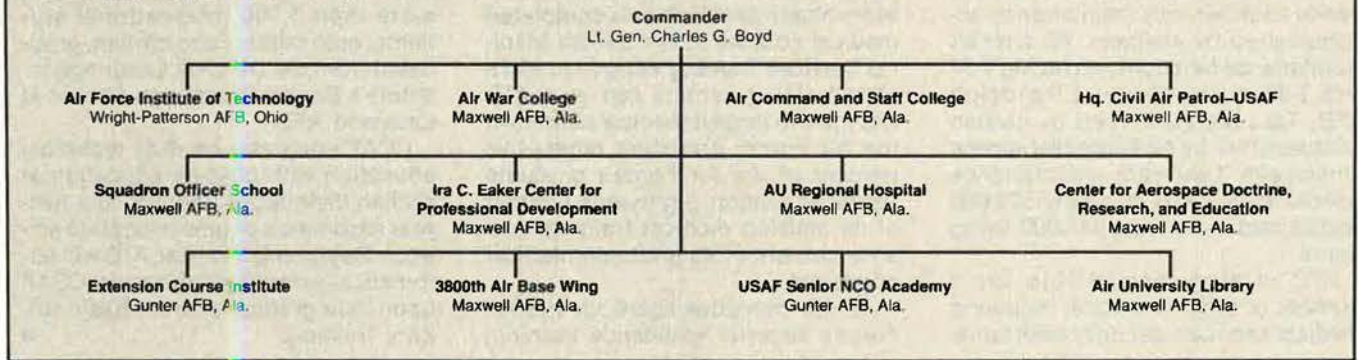 Commander
Lt. Gen. Charles G. Boyd
Air Force Institute of Technology
Wright-Patterson AFB, Ohio
Air War College
Maxwell AFB, Ala.
Air Command and Staff College
Maxwell AFB, Ala.
Hq. Civil Air Patrol–USAF
Maxwell AFB, Ala.
Squadron Officer School
Maxwell AFB, Ala.
Ira C. Eaker Center for
Professional Development
Maxwell AFB, Ala.
AU Regional Hospital
Maxwell AFB, Ala.
Center for Aerospace Doctrine,
Research, and Education
Maxwell AFB, Ala.
Extension Course Institute
Gunter AFB, Ala.
3800th Air Base Wing
Maxwell AFB, Ala.
USAF Senior NCO Academy
Gunter AFB, Ala.
Air University Library
Maxwell AFB, Ala.